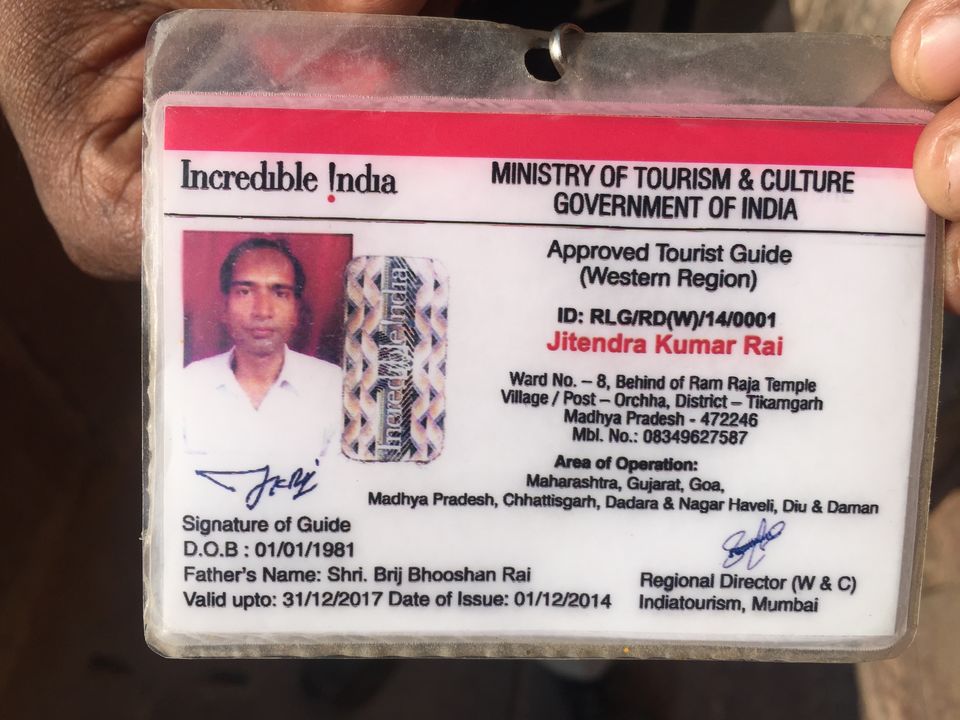 Incredible !ndia
MINISTRY OF TOURISM & CULTURE
GOVERNMENT OF INDIA
Approved Tourist Guide
(Western Region)
ID: RLG/RD(W)/14/0001
Jitendra Kumar Rai
Ward No. – 8, Behind of Ram Raja Temple
Village / Post – Orchha, District – Tikamgarh
Madhya Pradesh - 472246
Mbl. No.: 08349627587
Area of Operation:
Maharashtra, Gujarat, Goa,
Madhya Pradesh, Chhattisgarh, Dadara & Nagar Haveli, Diu & Daman
Incredible !ndia
Signature of Guide
D.O.B : 01/01/1981
Father's Name: Shri. Brij Bhooshan Rai
Valid upto: 31/12/2017 Date of Issue: 01/12/2014
Regional Director (W & C)
Indiatourism, Mumbai